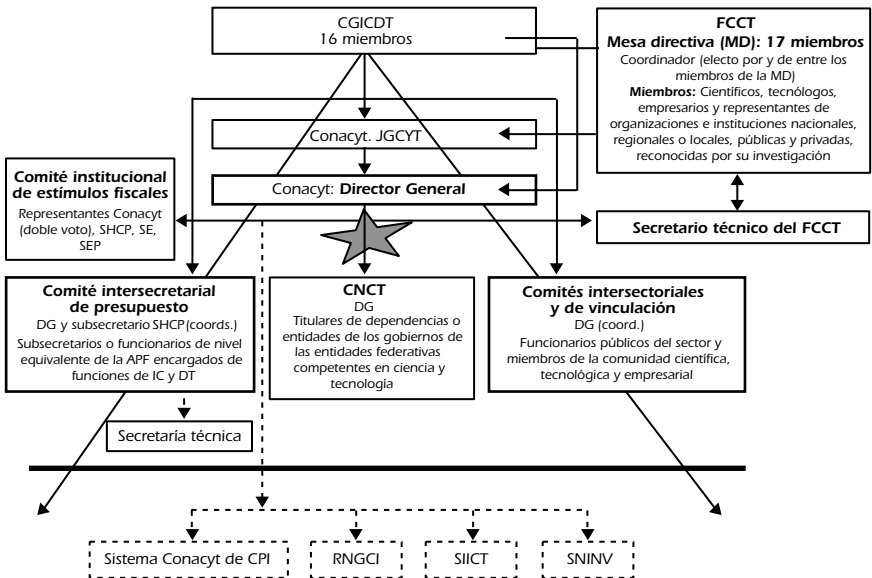 CGICDT
16 miembros
FCCT
Mesa directiva (MD): 17 miembros
Coordinador (electo por y de entre los
miembros de la MD)
Miembros: Científicos, tecnólogos,
empresarios y representantes de
organizaciones e instituciones nacionales,
regionales o locales, públicas y privadas,
reconocidas por su investigación
Conacyt. JGCYT
Comité institucional
de estímulos fiscales
Representantes Conacyt
(doble voto), SHCP, SE,
SEP
Conacyt: Director General
Secretario técnico del FCCT
Comité intersecretarial
de presupuesto
DG y subsecretario SHCP (coords.)
Subsecretarios o funcionarios de nivel
equivalente de la APF encargados de
funciones de IC y DT
CNCT
DG
Titulares de dependencias o
entidades de los gobiernos de
las entidades federativas
competentes en ciencia y
tecnología
Comités intersectoriales
y de vinculación
DG (coord.)
Funcionarios públicos del sector y
miembros de la comunidad científica,
tecnológica y empresarial
Secretaría técnica
Sistema Conacyt de CPI
RNGCI
SIICT
SNINV